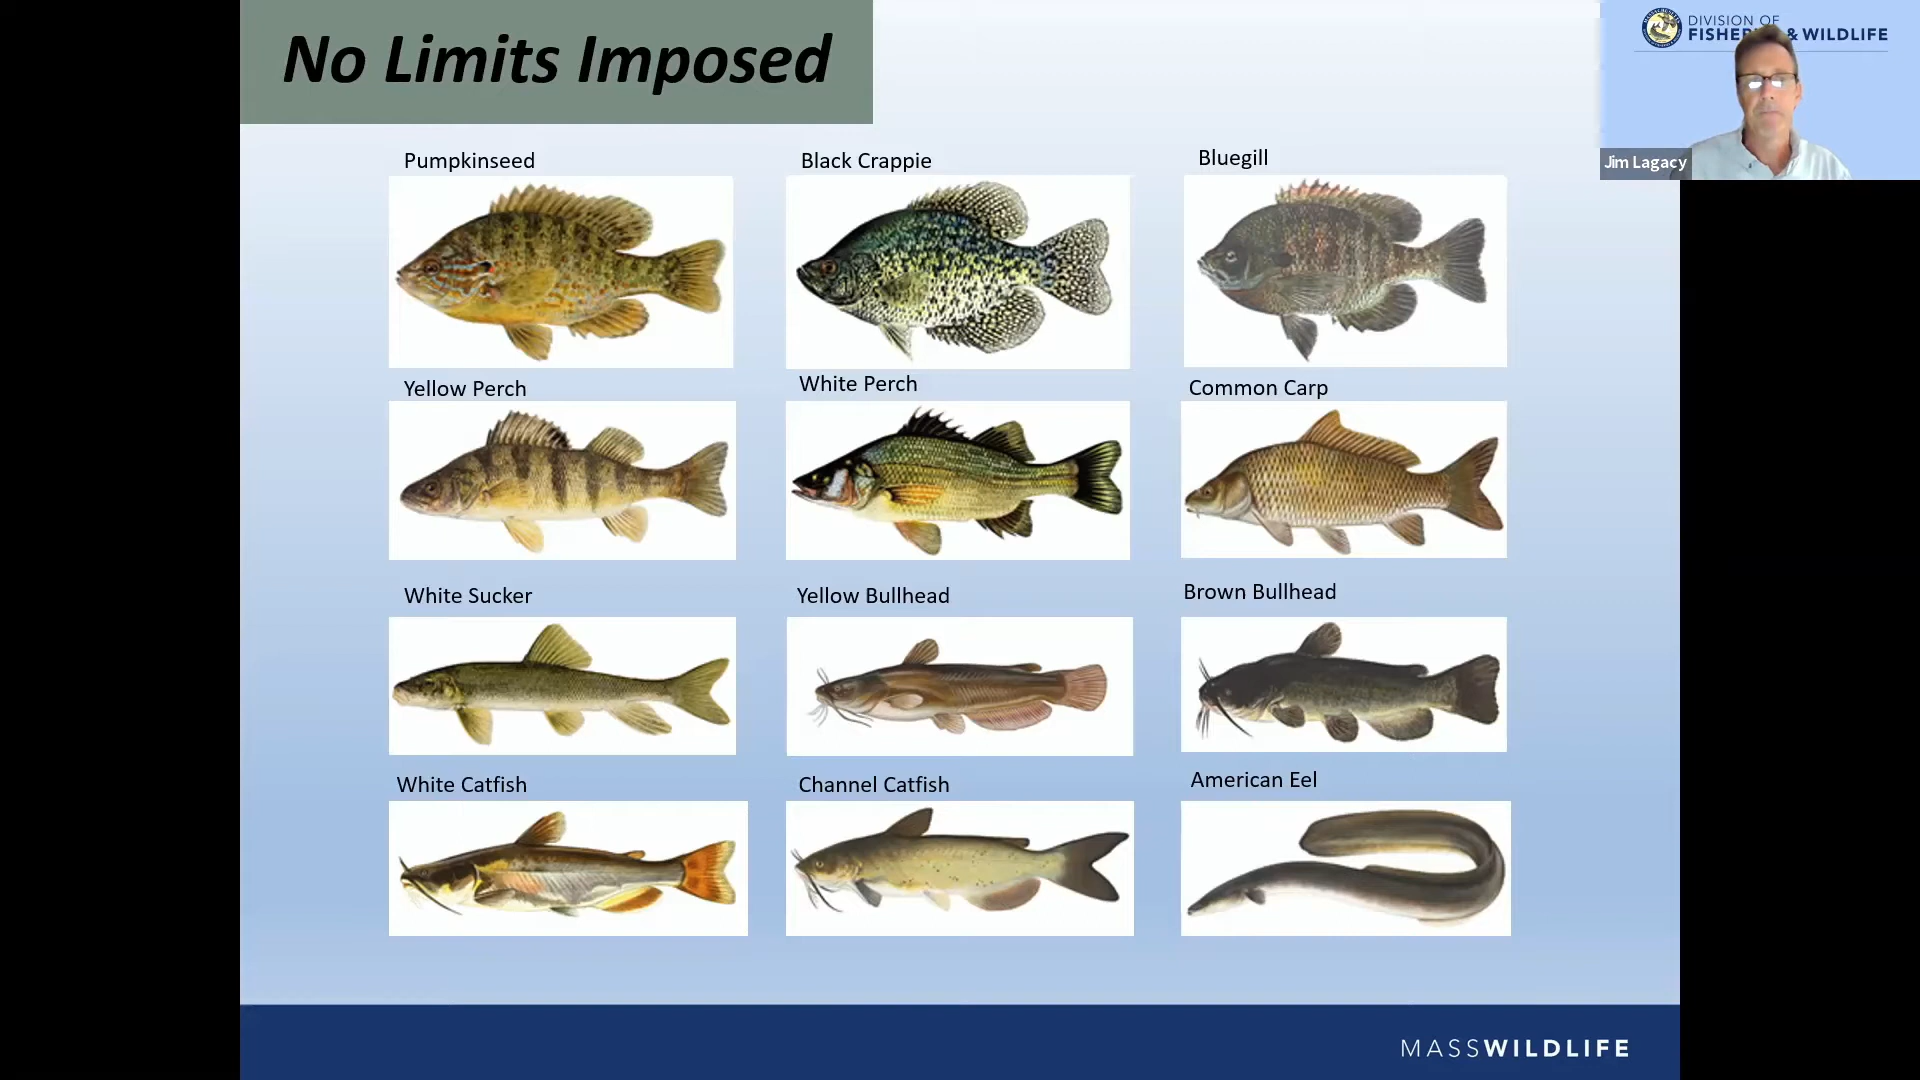 No Limits Imposed
DIVISION OF
FISHER & WILDLIFE
Jim Lagacy
Pumpkinseed
Black Crappie
Bluegill
Yellow Perch
White Perch
Common Carp
White Sucker
Yellow Bullhead
Brown Bullhead
White Catfish
Channel Catfish
American Eel
MASSWILDLIFE